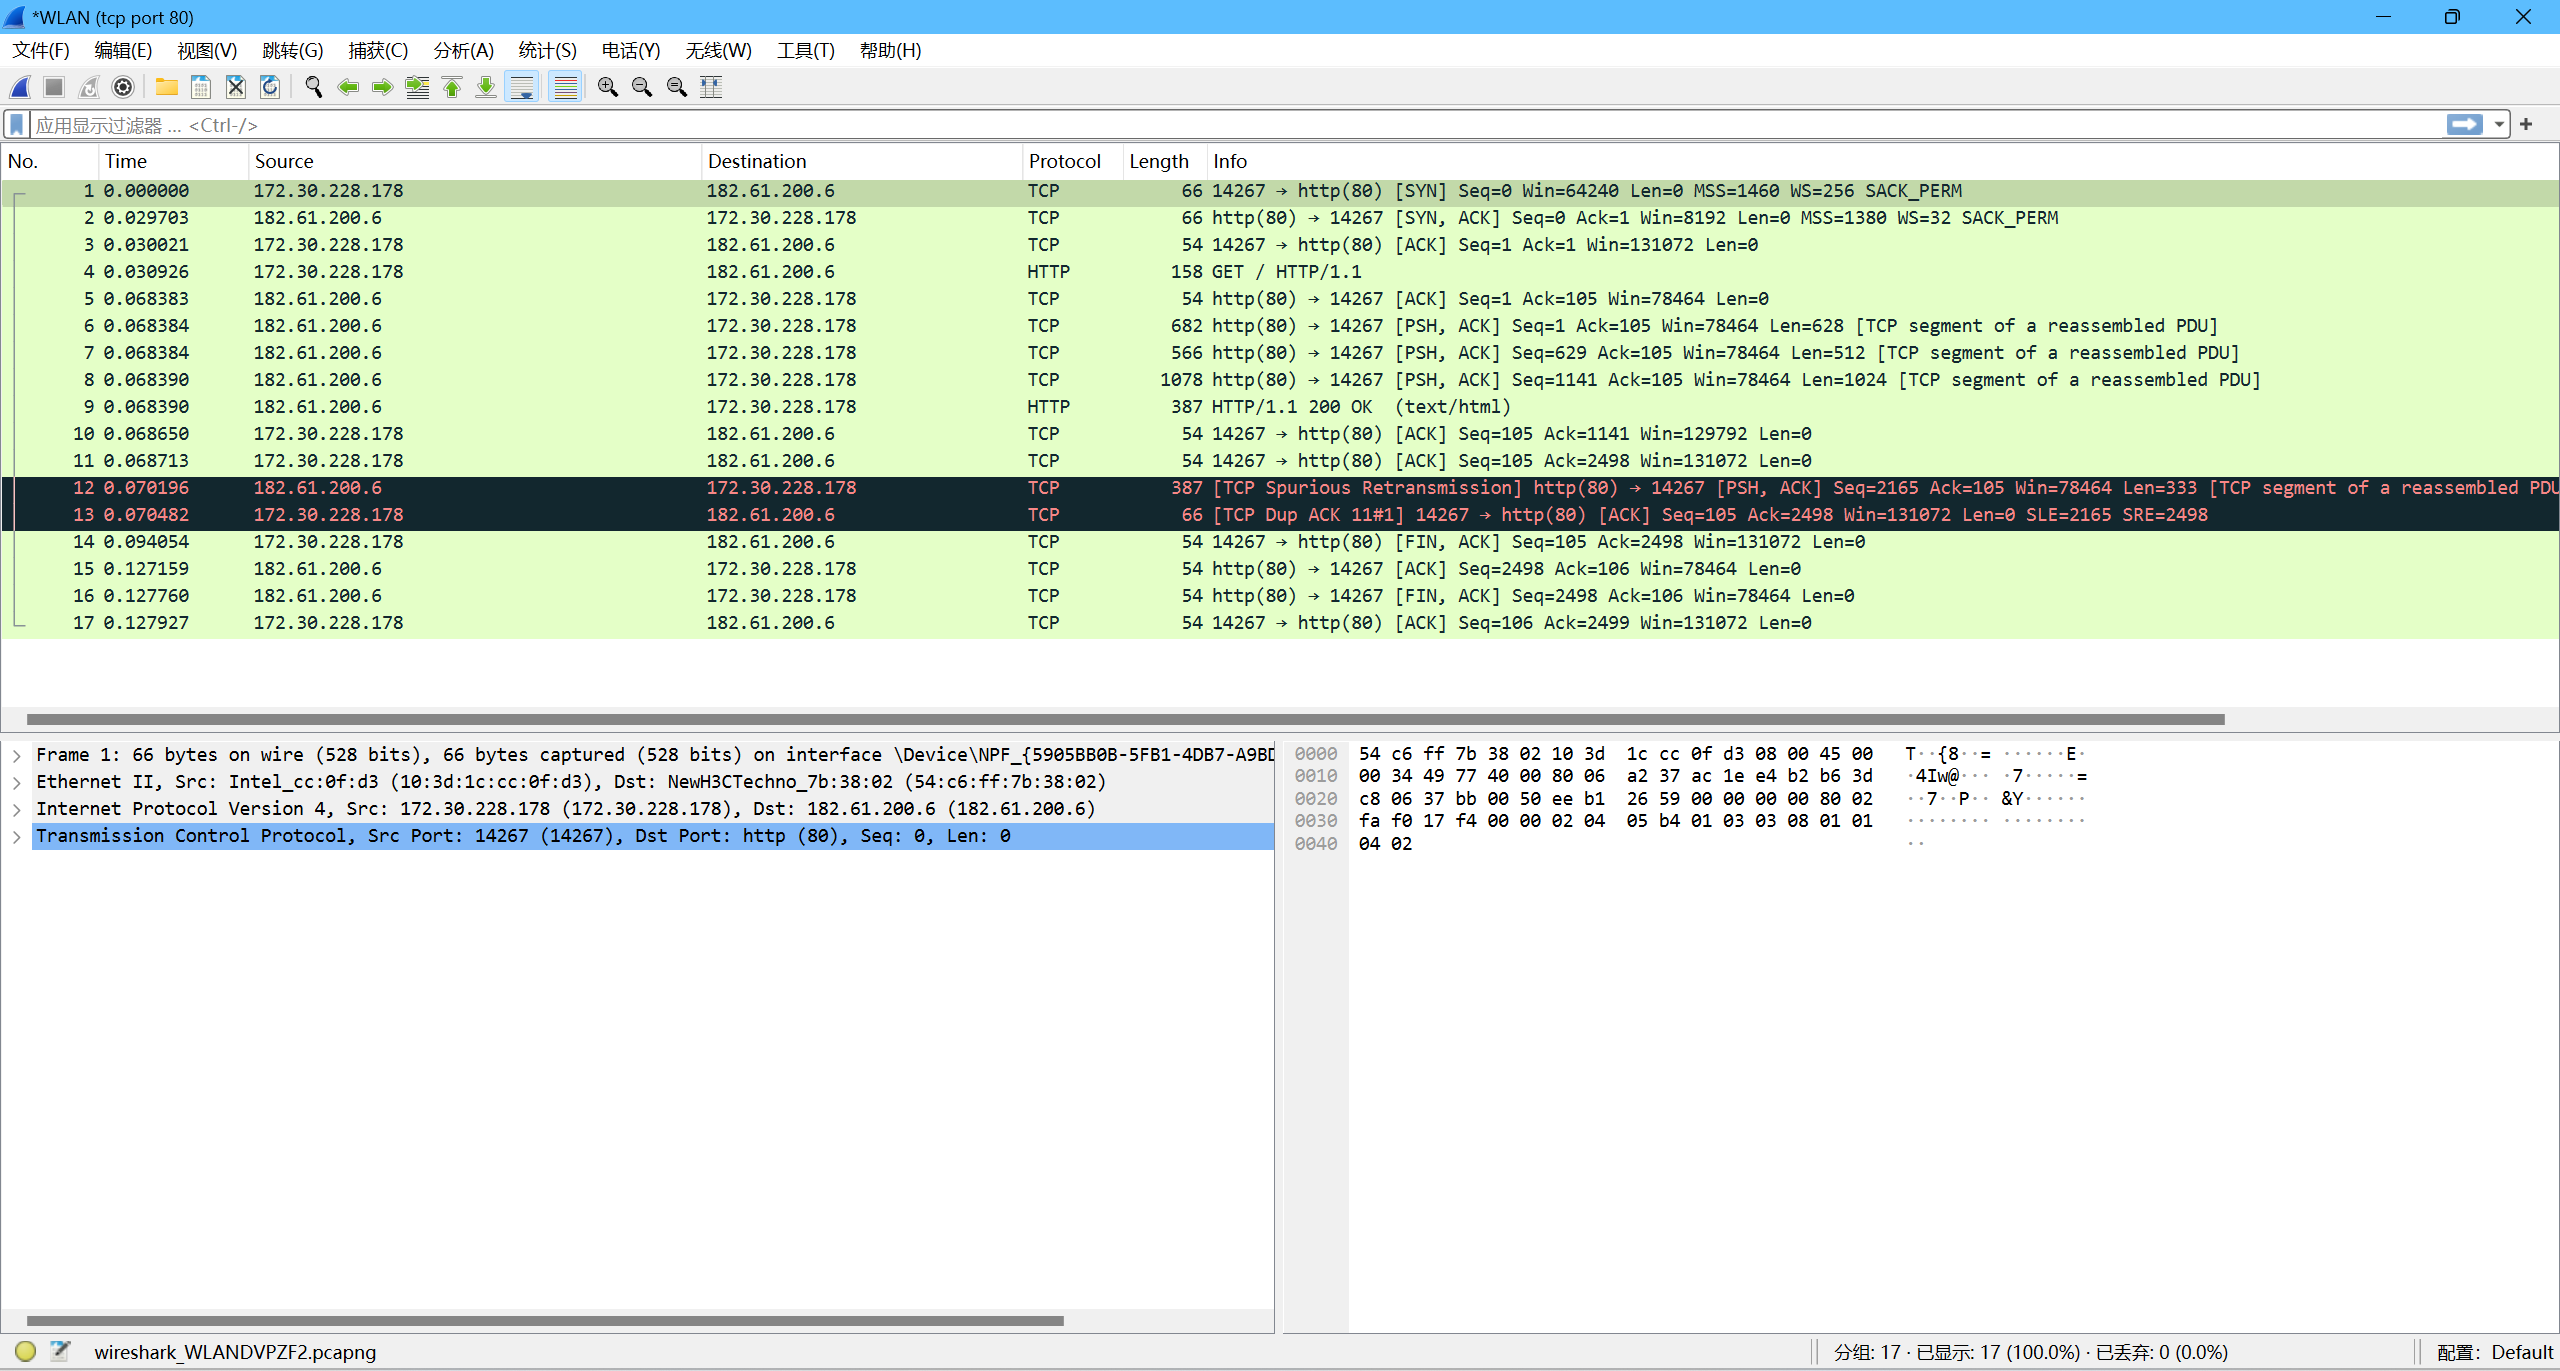 *WLAN (tcp port 80)
文件(F) 编辑(E) 视图(V) 跳转(G) 捕获(C) 分析(A) 统计(S) 电话(Y) 无线(W) 工具(T) 帮助(H)
应用显示过滤器 … <Ctrl-/>
No. Time Source Destination Protocol Length Info
1 0.000000 172.30.228.178 182.61.200.6 TCP 66 14267 → http(80) [SYN] Seq=0 Win=64240 Len=0 MSS=1460 WS=256 SACK_PERM
2 0.029703 182.61.200.6 172.30.228.178 TCP 66 http(80) → 14267 [SYN, ACK] Seq=0 Ack=1 Win=8192 Len=0 MSS=1380 WS=32 SACK_PERM
3 0.030021 172.30.228.178 182.61.200.6 TCP 54 14267 → http(80) [ACK] Seq=1 Ack=1 Win=131072 Len=0
4 0.030926 172.30.228.178 182.61.200.6 HTTP 158 GET / HTTP/1.1
5 0.068383 182.61.200.6 172.30.228.178 TCP 54 http(80) → 14267 [ACK] Seq=1 Ack=105 Win=78464 Len=0
6 0.068384 182.61.200.6 172.30.228.178 TCP 682 http(80) → 14267 [PSH, ACK] Seq=1 Ack=105 Win=78464 Len=628 [TCP segment of a reassembled PDU]
7 0.068384 182.61.200.6 172.30.228.178 TCP 566 http(80) → 14267 [PSH, ACK] Seq=629 Ack=105 Win=78464 Len=512 [TCP segment of a reassembled PDU]
8 0.068390 182.61.200.6 172.30.228.178 TCP 1078 http(80) → 14267 [PSH, ACK] Seq=1141 Ack=105 Win=78464 Len=1024 [TCP segment of a reassembled PDU]
9 0.068390 182.61.200.6 172.30.228.178 HTTP 387 HTTP/1.1 200 OK (text/html)
10 0.068650 172.30.228.178 182.61.200.6 TCP 54 14267 → http(80) [ACK] Seq=105 Ack=1141 Win=129792 Len=0
11 0.068713 172.30.228.178 182.61.200.6 TCP 54 14267 → http(80) [ACK] Seq=105 Ack=2498 Win=131072 Len=0
12 0.070196 182.61.200.6 172.30.228.178 TCP 387 [TCP Spurious Retransmission] http(80) → 14267 [PSH, ACK] Seq=2165 Ack=105 Win=78464 Len=333 [TCP segment of a reassembled PDU
13 0.070482 172.30.228.178 182.61.200.6 TCP 66 [TCP Dup ACK 11#1] 14267 → http(80) [ACK] Seq=105 Ack=2498 Win=131072 Len=0 SLE=2165 SRE=2498
14 0.094054 172.30.228.178 182.61.200.6 TCP 54 14267 → http(80) [FIN, ACK] Seq=105 Ack=2498 Win=131072 Len=0
15 0.127159 182.61.200.6 172.30.228.178 TCP 54 http(80) → 14267 [ACK] Seq=2498 Ack=106 Win=78464 Len=0
16 0.127760 182.61.200.6 172.30.228.178 TCP 54 http(80) → 14267 [FIN, ACK] Seq=2498 Ack=106 Win=78464 Len=0
17 0.127927 172.30.228.178 182.61.200.6 TCP 54 14267 → http(80) [ACK] Seq=106 Ack=2499 Win=131072 Len=0
Frame 1: 66 bytes on wire (528 bits), 66 bytes captured (528 bits) on interface \Device\NPF_{5905BB0B-5FB1-4DB7-A9BD
Ethernet II, Src: Intel_cc:0f:d3 (10:3d:1c:cc:0f:d3), Dst: NewH3CTechno_7b:38:02 (54:c6:ff:7b:38:02)
Internet Protocol Version 4, Src: 172.30.228.178 (172.30.228.178), Dst: 182.61.200.6 (182.61.200.6)
Transmission Control Protocol, Src Port: 14267 (14267), Dst Port: http (80), Seq: 0, Len: 0
0000 54 c6 ff 7b 38 02 10 3d 1c cc 0f d3 08 00 45 00 T··{8··= ······E·
0010 00 34 49 77 40 00 80 06 a2 37 ac 1e e4 b2 b6 3d ·4Iw@··· ·7·····=
0020 c8 06 37 bb 00 50 ee b1 26 59 00 00 00 00 80 02 ··7··P·· &Y······
0030 fa f0 17 f4 00 00 02 04 05 b4 01 03 03 08 01 01 ········ ········
0040 04 02 ··
wireshark_WLANDVPZF2.pcapng 分组: 17 · 已显示: 17 (100.0%) · 已丢弃: 0 (0.0%) 配置: Default